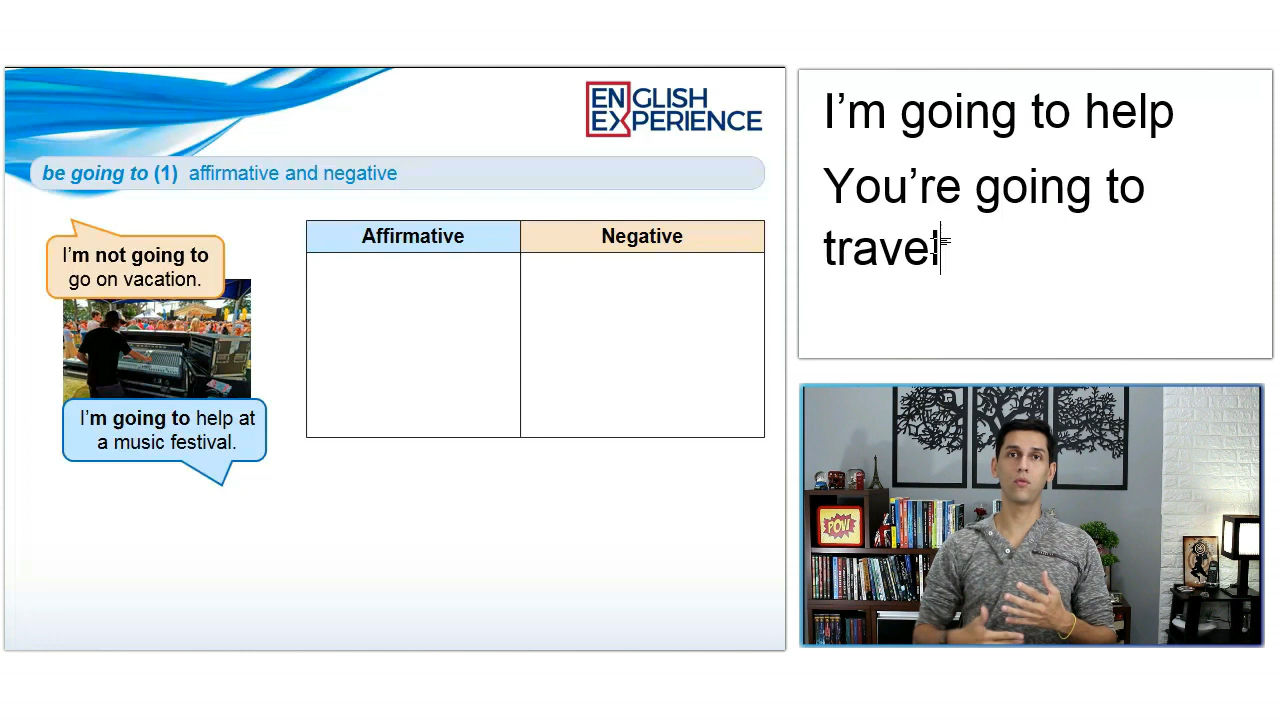 ENGLISH
EXPERIENCE
be going to (1) affirmative and negative
I'm not going to
go on vacation.
I'm going to help at
a music festival.
Affirmative Negative
I'm going to help
You're going to
travel
POW!